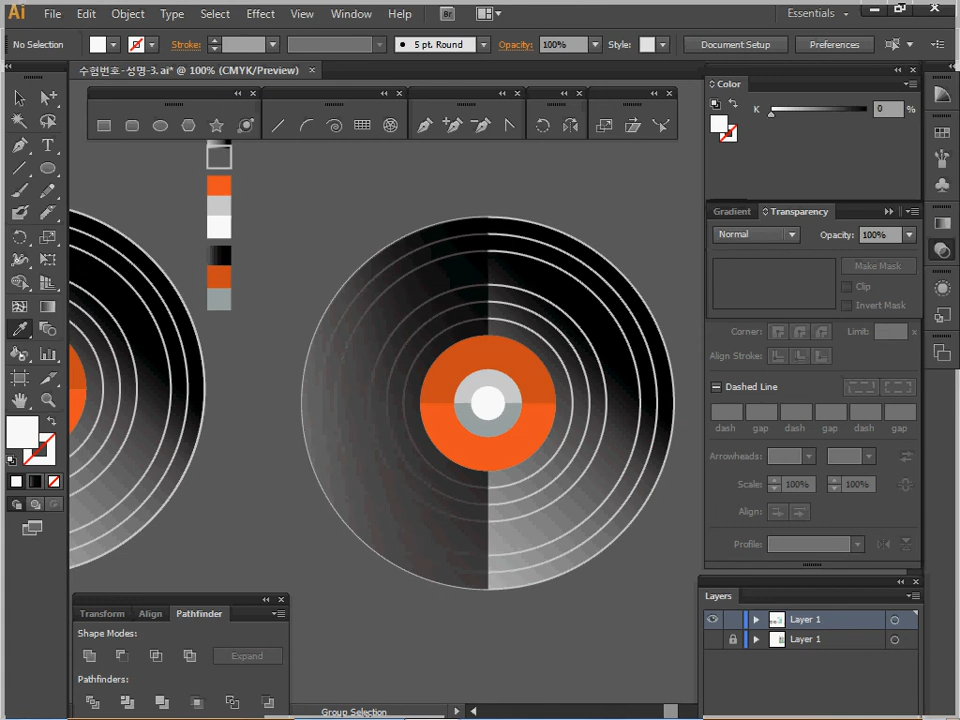 Ai File Edit Object Type Select Effect View Window Help Br Essentials
No Selection Stroke: 5 pt. Round Opacity: 100% Style: Document Setup Preferences
수험번호-성명-3.ai* @ 100% (CMYK/Preview)
Color
K 0 %
Gradient Transparency
Normal Opacity: 100%
Make Mask
Clip
Invert Mask
Corner: Limit: x
Align Stroke:
Dashed Line
dash gap dash gap dash gap
Arrowheads:
Scale: 100% 100%
Align:
Profile:
Layers
Layer 1
Layer 1
Transform Align Pathfinder
Shape Modes:
Expand
Pathfinders:
Group Selection